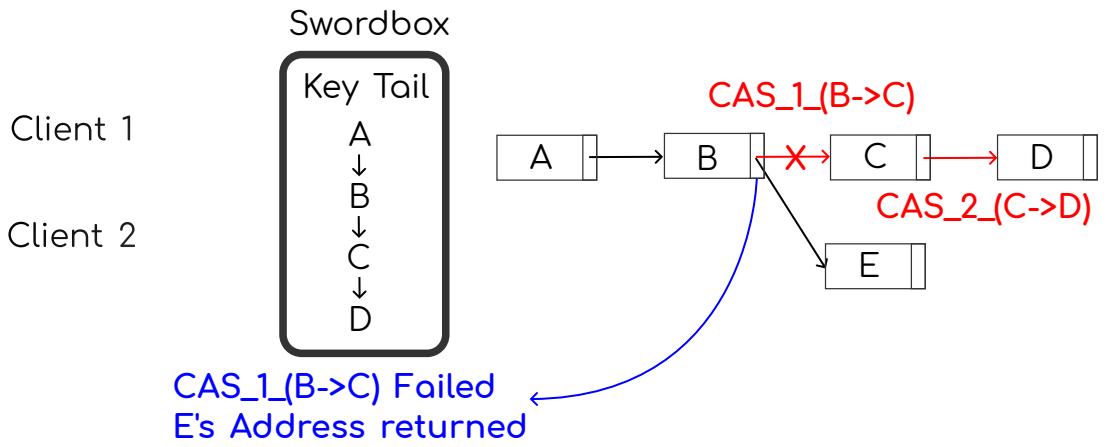 Swordbox
Key Tail
Client 1
Client 2
A
↓
B
↓
C
↓
D
CAS_1_(B->C)
A
B
C
D
CAS_2_(C->D)
E
CAS_1_(B->C) Failed
E's Address returned